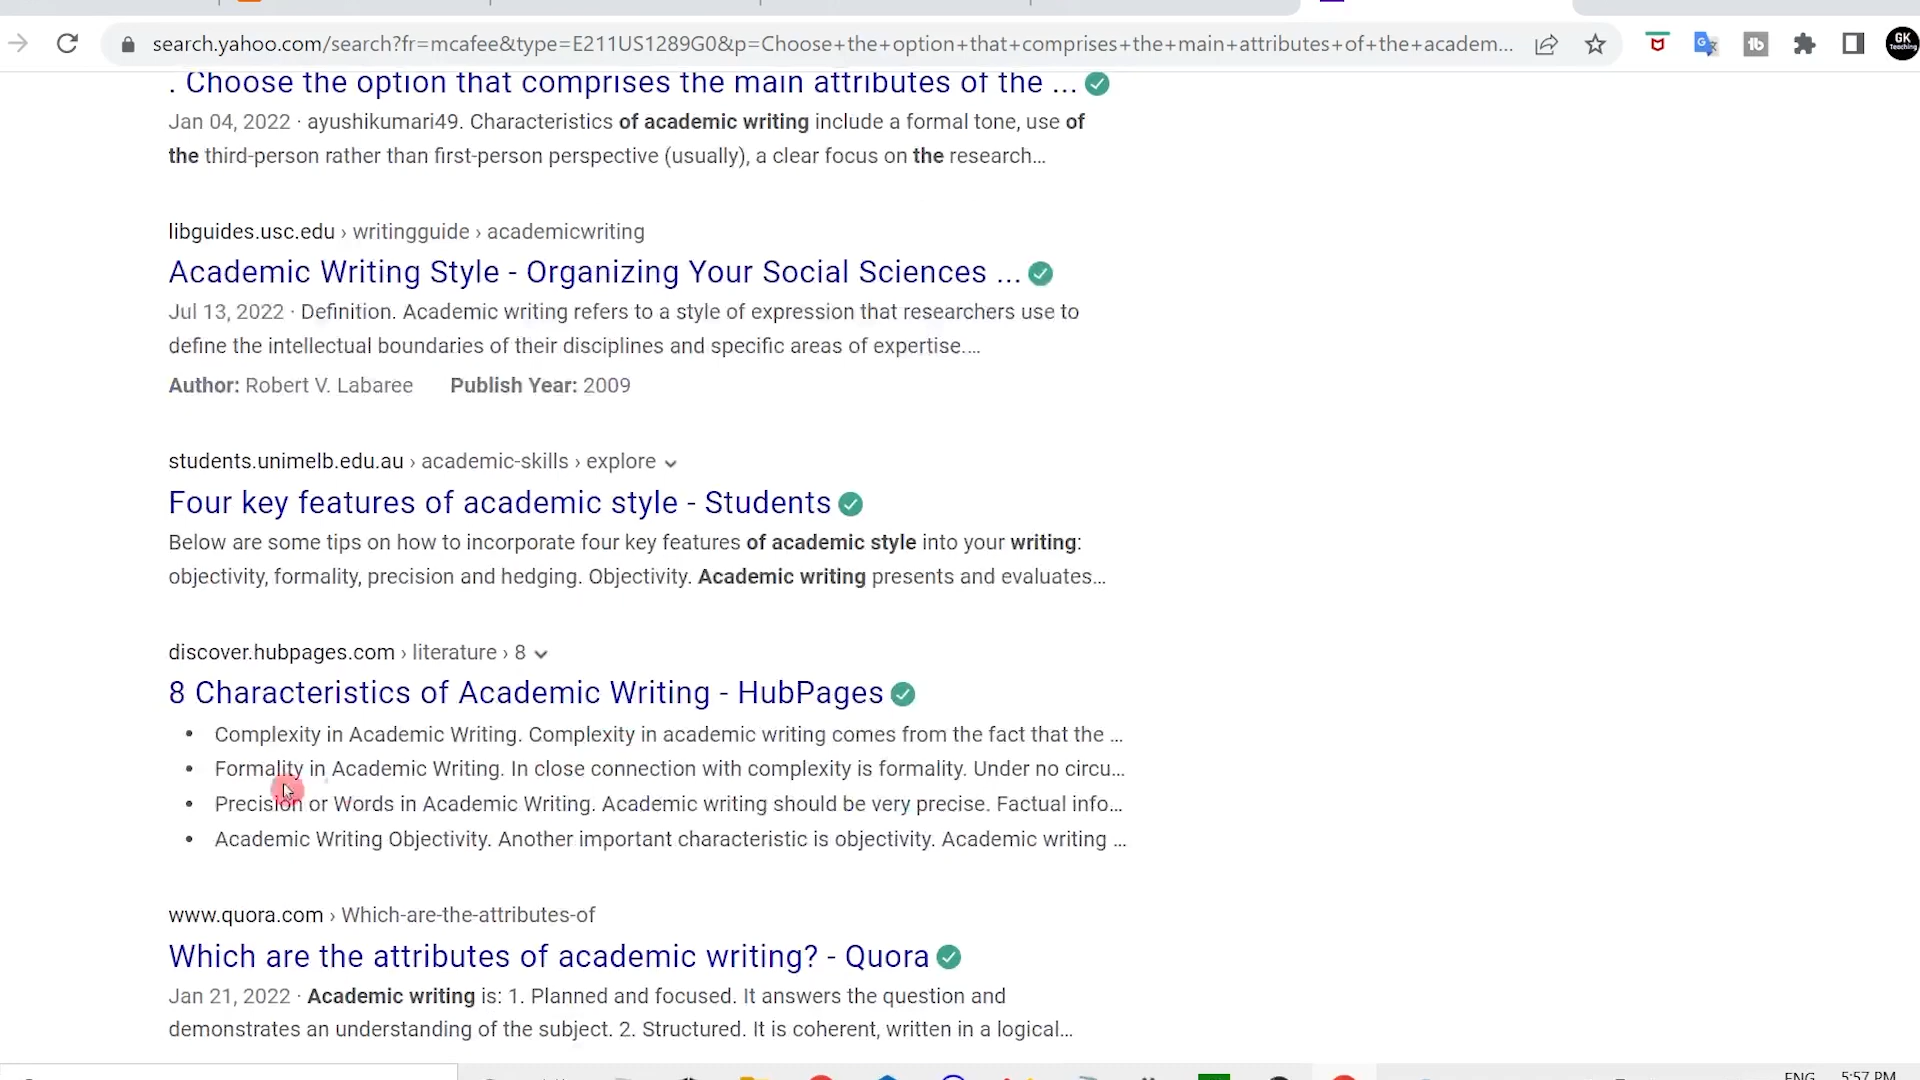 search.yahoo.com/search?fr=mcafee&type=E211US1289G0&p=Choose+the+option+that+comprises+the+main+attributes+of+the+academ...
GK
Teaching
. Choose the option that comprises the main attributes of the ...
Jan 04, 2022 · ayushikumari49. Characteristics of academic writing include a formal tone, use of
the third-person rather than first-person perspective (usually), a clear focus on the research...
libguides.usc.edu › writingguide › academicwriting
Academic Writing Style - Organizing Your Social Sciences ...
Jul 13, 2022 · Definition. Academic writing refers to a style of expression that researchers use to
define the intellectual boundaries of their disciplines and specific areas of expertise....
Author: Robert V. Labaree Publish Year: 2009
students.unimelb.edu.au › academic-skills › explore
Four key features of academic style - Students
Below are some tips on how to incorporate four key features of academic style into your writing:
objectivity, formality, precision and hedging. Objectivity. Academic writing presents and evaluates...
discover.hubpages.com › literature › 8
8 Characteristics of Academic Writing - HubPages
• Complexity in Academic Writing. Complexity in academic writing comes from the fact that the ...
• Formality in Academic Writing. In close connection with complexity is formality. Under no circu...
• Precision or Words in Academic Writing. Academic writing should be very precise. Factual info...
• Academic Writing Objectivity. Another important characteristic is objectivity. Academic writing ...
www.quora.com › Which-are-the-attributes-of
Which are the attributes of academic writing? - Quora
Jan 21, 2022 · Academic writing is: 1. Planned and focused. It answers the question and
demonstrates an understanding of the subject. 2. Structured. It is coherent, written in a logical...
ENG 5:57 PM